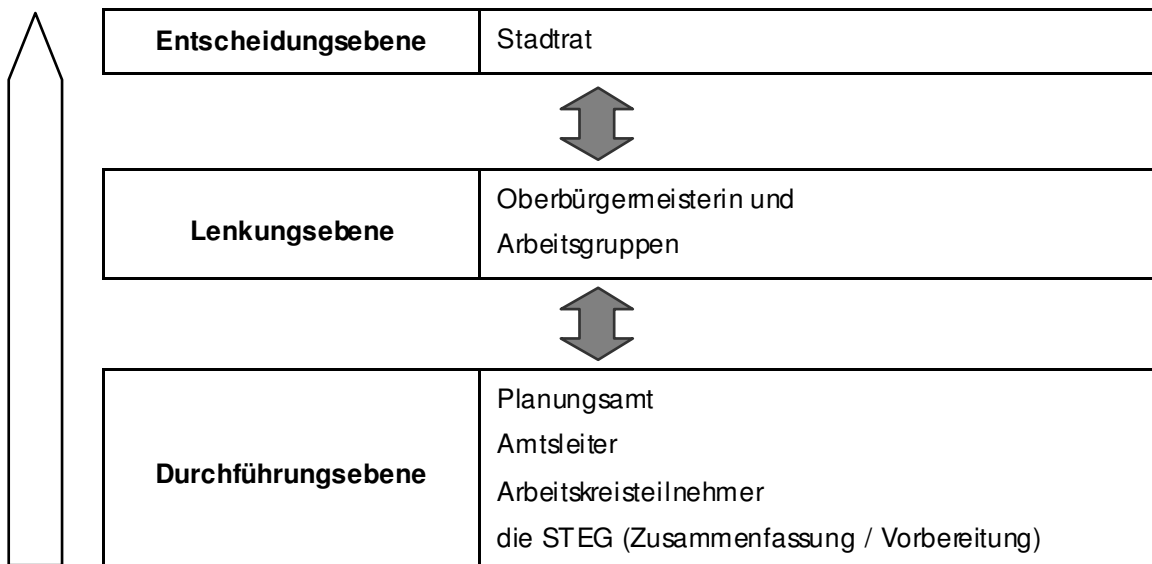 Entscheidungsebene
Stadtrat
Lenkungsebene
Oberbürgermeisterin und
Arbeitsgruppen
Durchführungsebene
Planungsamt
Amtsleiter
Arbeitskreisteilnehmer
die STEG (Zusammenfassung / Vorbereitung)